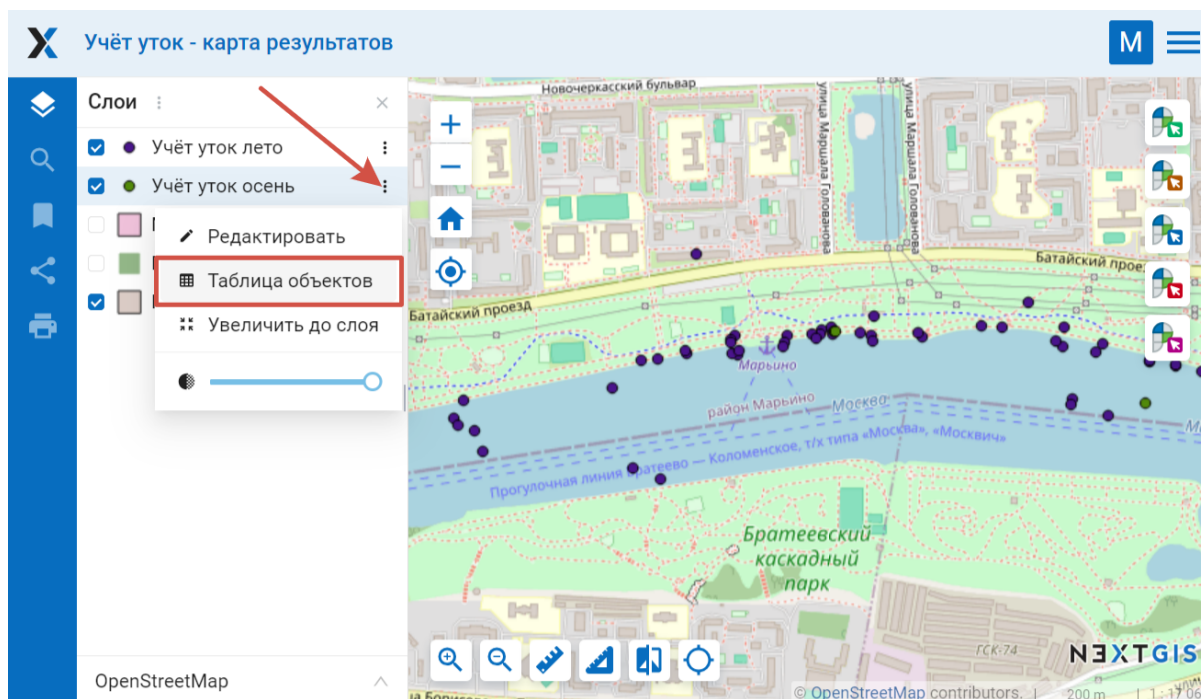 Учёт уток - карта результатов
M
Слои
Учёт уток лето
Учёт уток осень
Редактировать
Таблица объектов
Увеличить до слоя
OpenStreetMap
Новочеркасский бульвар
улица Маршала Голованова
улица Маршала Голованова
Батайский прое
Батайский проезд
Марьино
район Марьино
Москва
Прогулочная линия Братеево — Коломенское, т/х типа «Москва», «Москвич»
Братеевский
каскадный
парк
ГСК-74
NEXTGIS
© OpenStreetMap contributors.
200 m